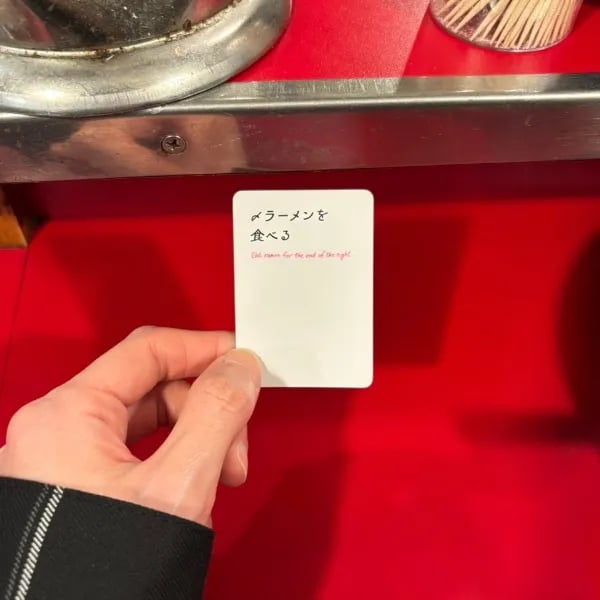 〆ラーメンを
食べる
Eat ramen for the end of the night